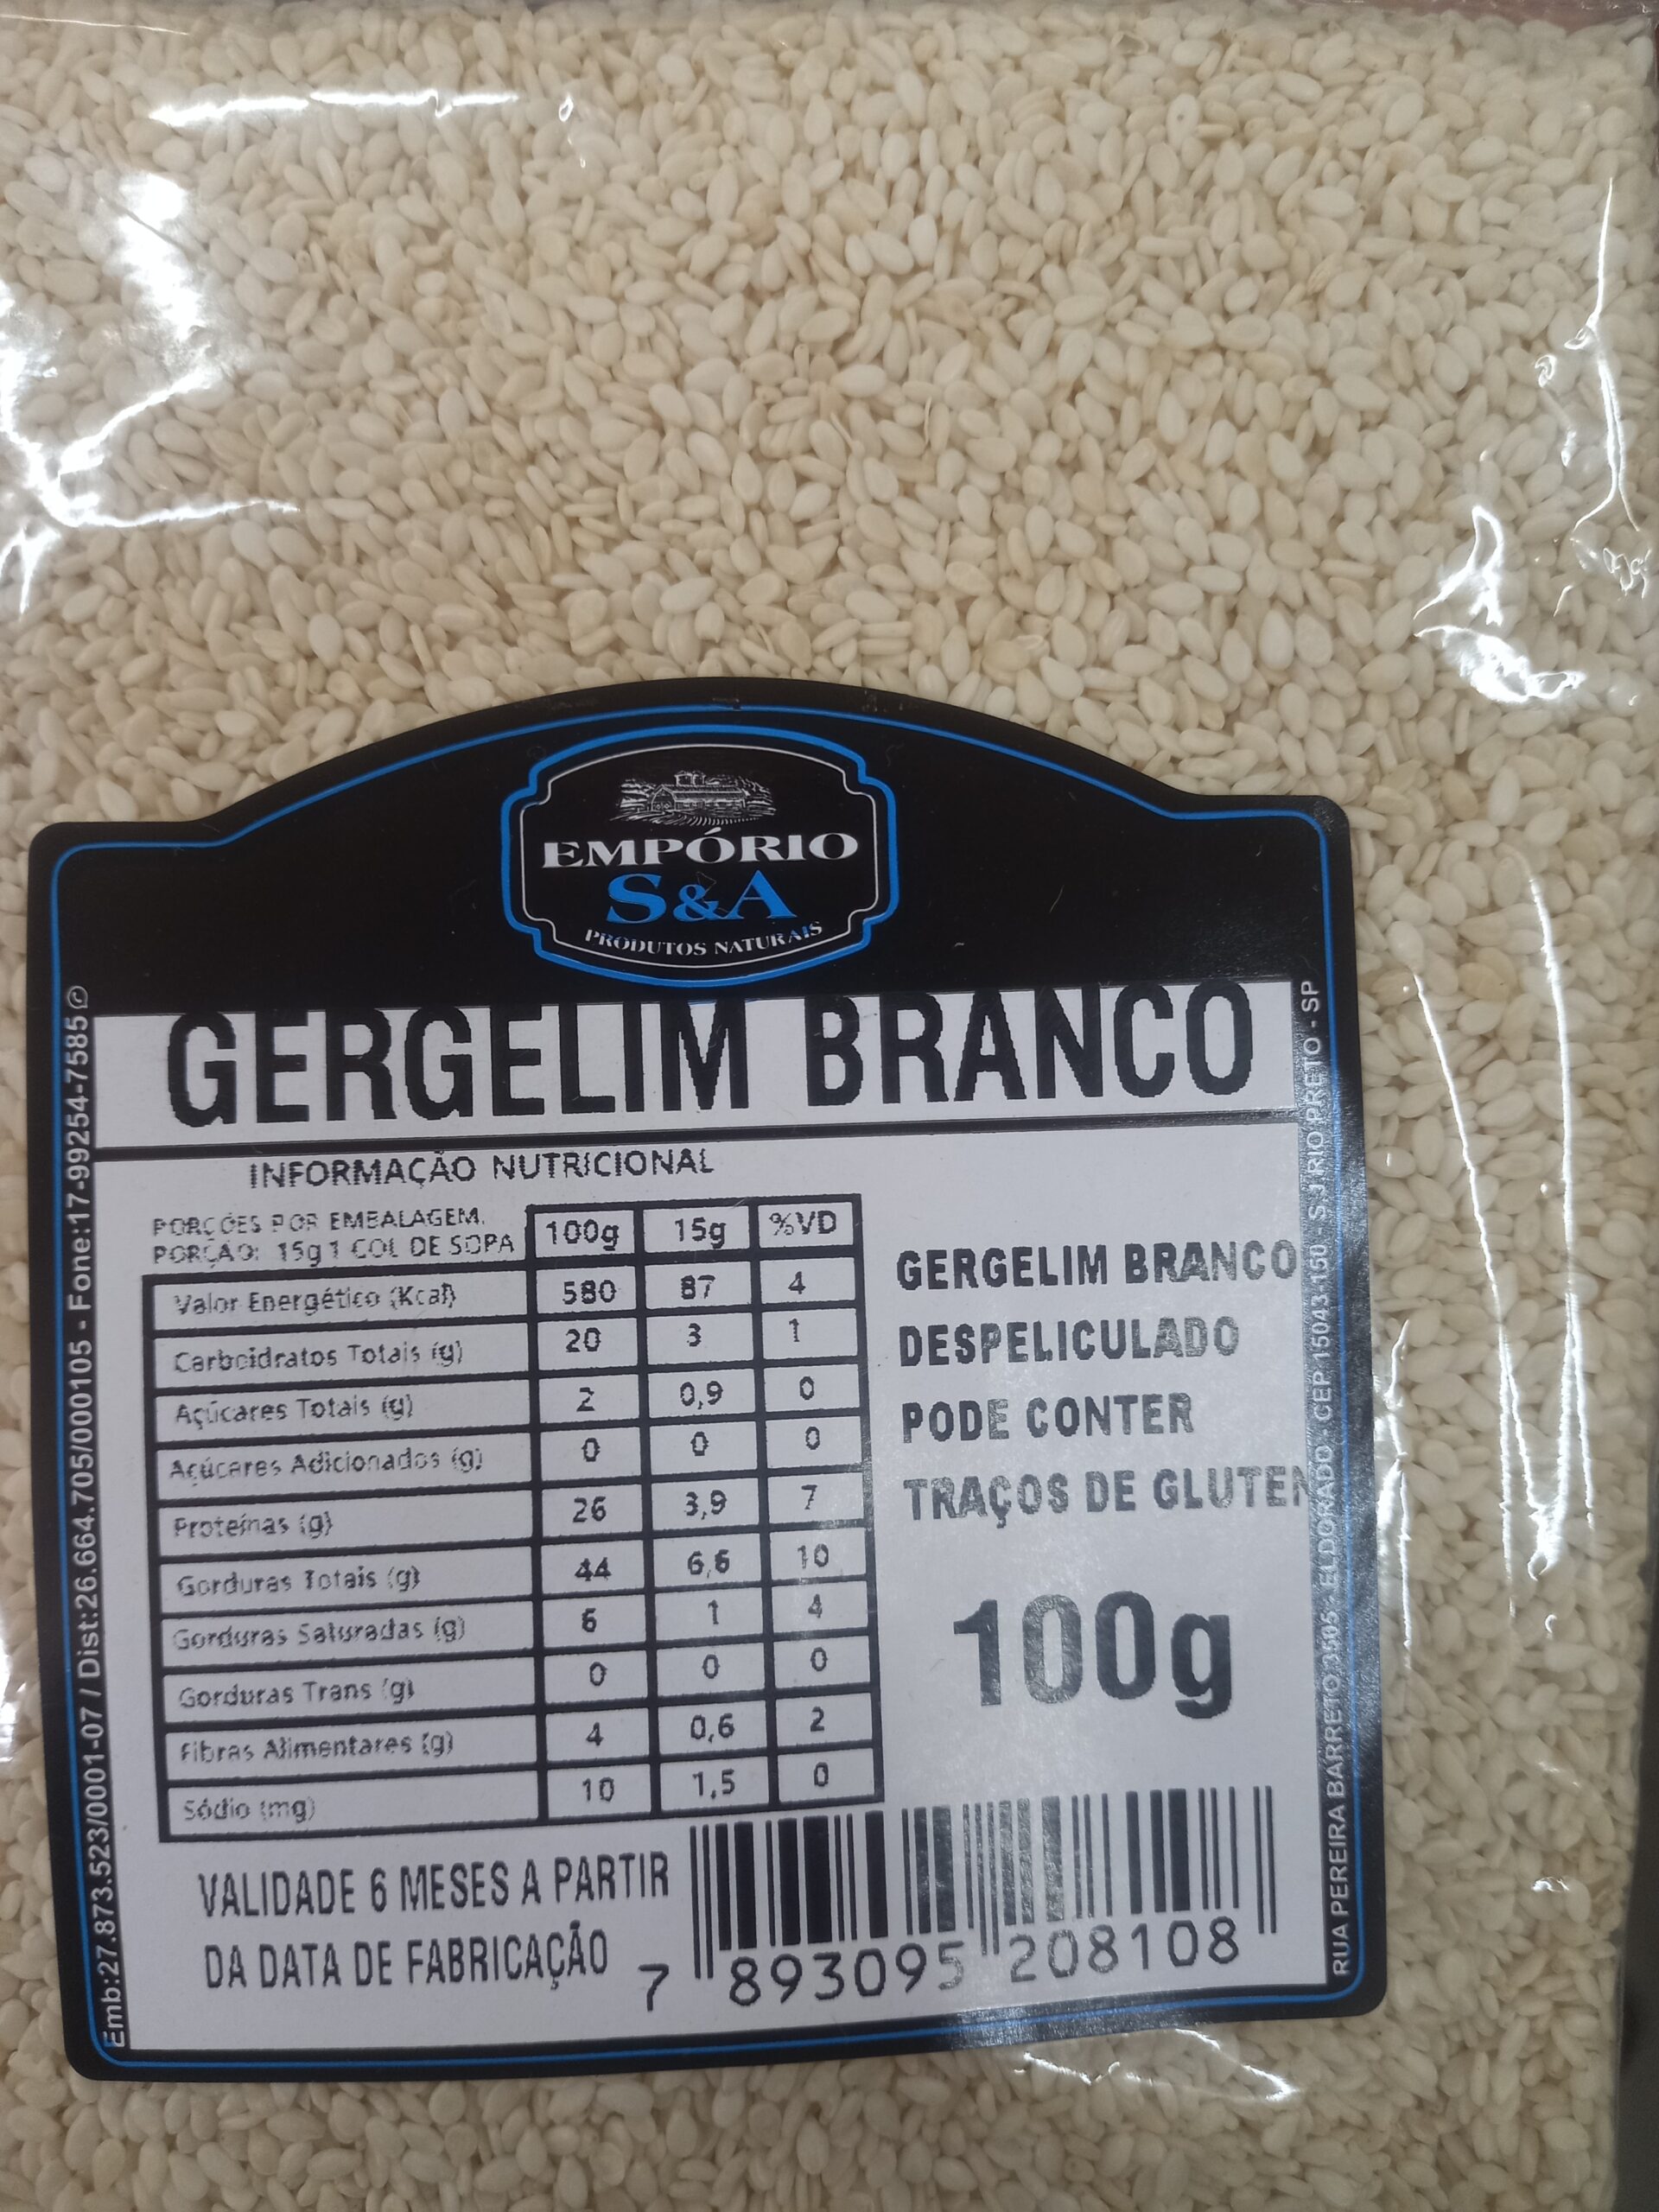 EMPÓRIO
S&A
PRODUTOS NATURAIS
GERGELIM BRANCO
INFORMAÇÃO NUTRICIONAL
PORÇÕES POR EMBALAGEM.
PORÇÃO: 15g 1 COL DE SOPA
100g 15g %VD
Valor Energético (Kcal) 580 87 4
Carboidratos Totais (g) 20 3 1
Açúcares Totais (g) 2 0,9 0
Açúcares Adicionados (g) 0 0 0
Proteínas (g) 26 3,9 7
Gorduras Totais (g) 44 6,6 10
Gorduras Saturadas (g) 6 1 4
Gorduras Trans (g) 0 0 0
Fibras Alimentares (g) 4 0,6 2
Sódio (mg) 10 1,5 0
GERGELIM BRANCO
DESPELICULADO
PODE CONTER
TRAÇOS DE GLUTEN
100g
VALIDADE 6 MESES A PARTIR
DA DATA DE FABRICAÇÃO
7 893095 208108
Emb:27.873.523/0001-07 / Dist:26.664.705/000105 - Fone:17-99254-7585 ©
RUA PEREIRA BARRETO 3505 - ELDORADO - CEP 15043-150 - S J RIO PRETO - SP